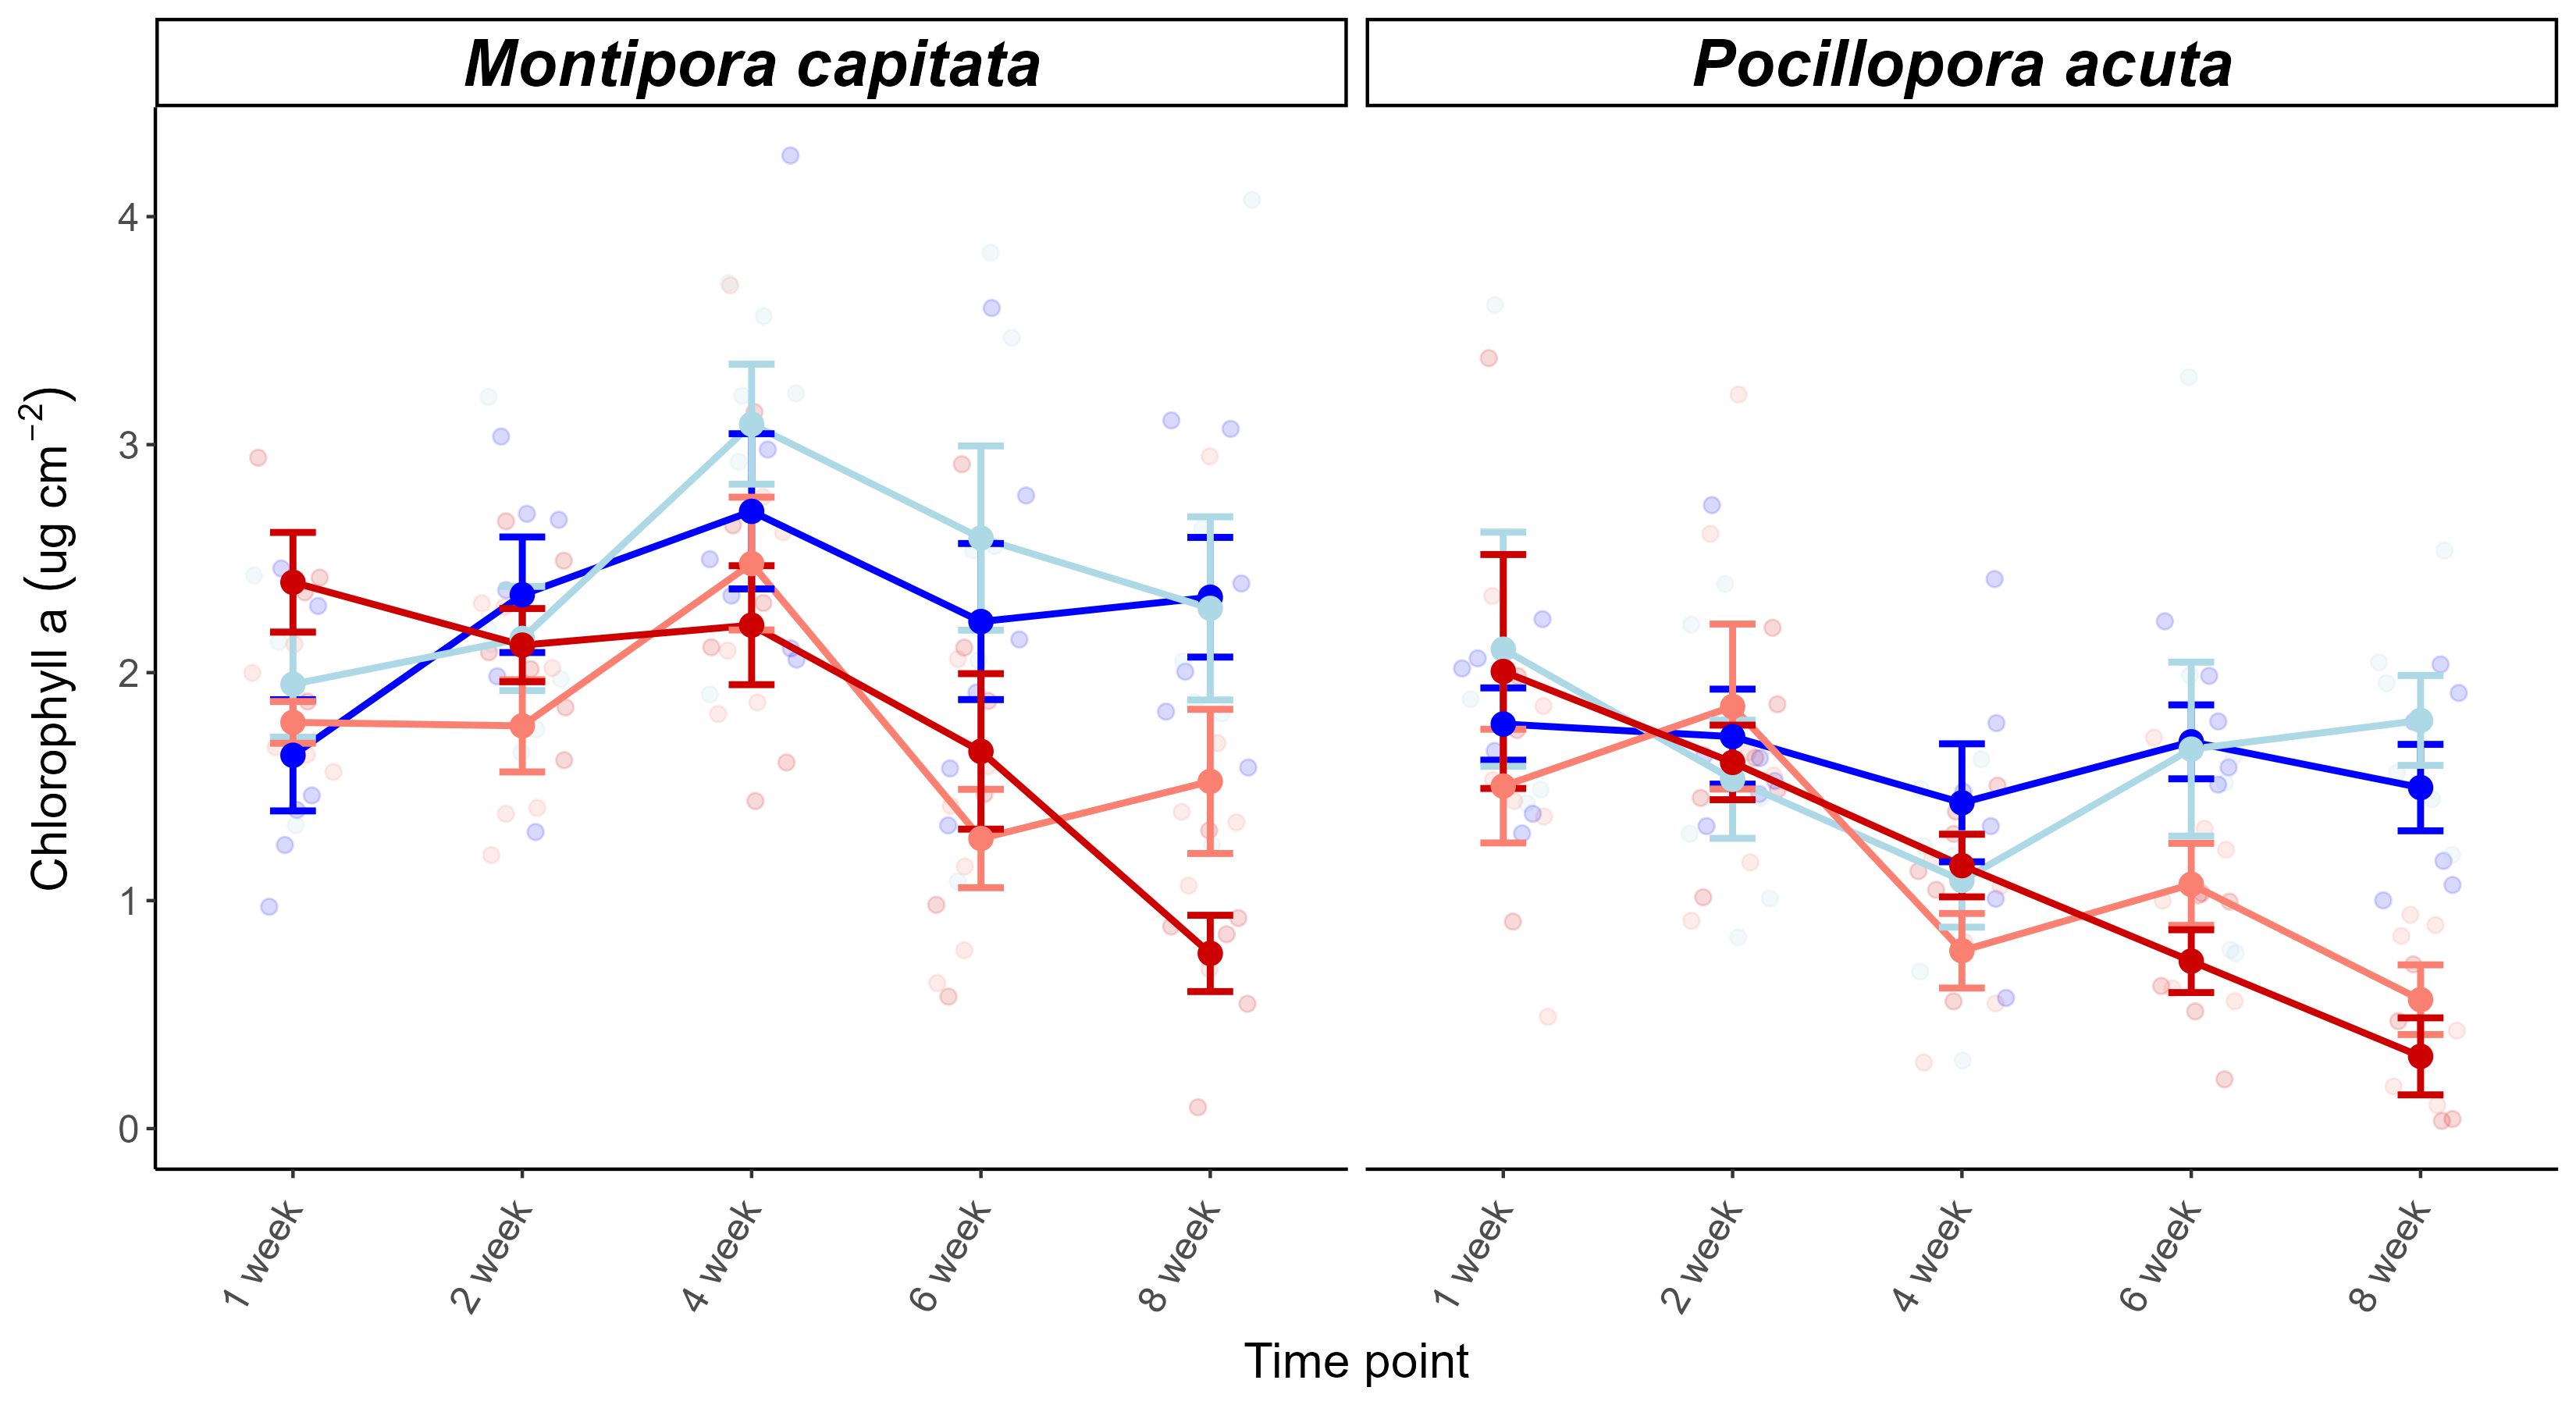 Montipora capitata
Pocillopora acuta
Chlorophyll a (ug cm⁻²)
4
3
2
1
0
1 week
2 week
4 week
6 week
8 week
1 week
2 week
4 week
6 week
8 week
Time point